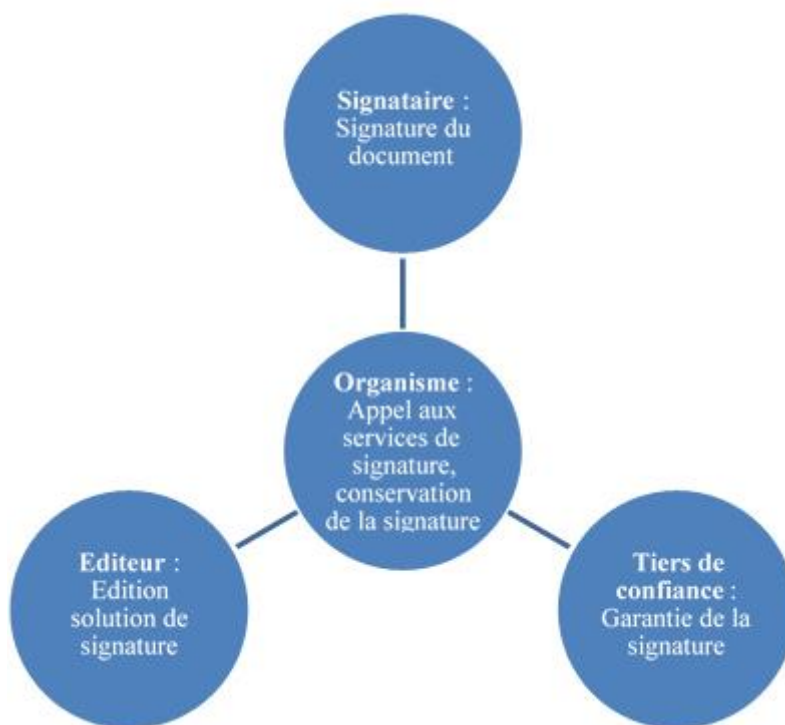 Signataire :
Signature du
document
Organisme :
Appel aux
services de
signature,
conservation
de la signature
Editeur :
Edition
solution de
signature
Tiers de
confiance :
Garantie de la
signature